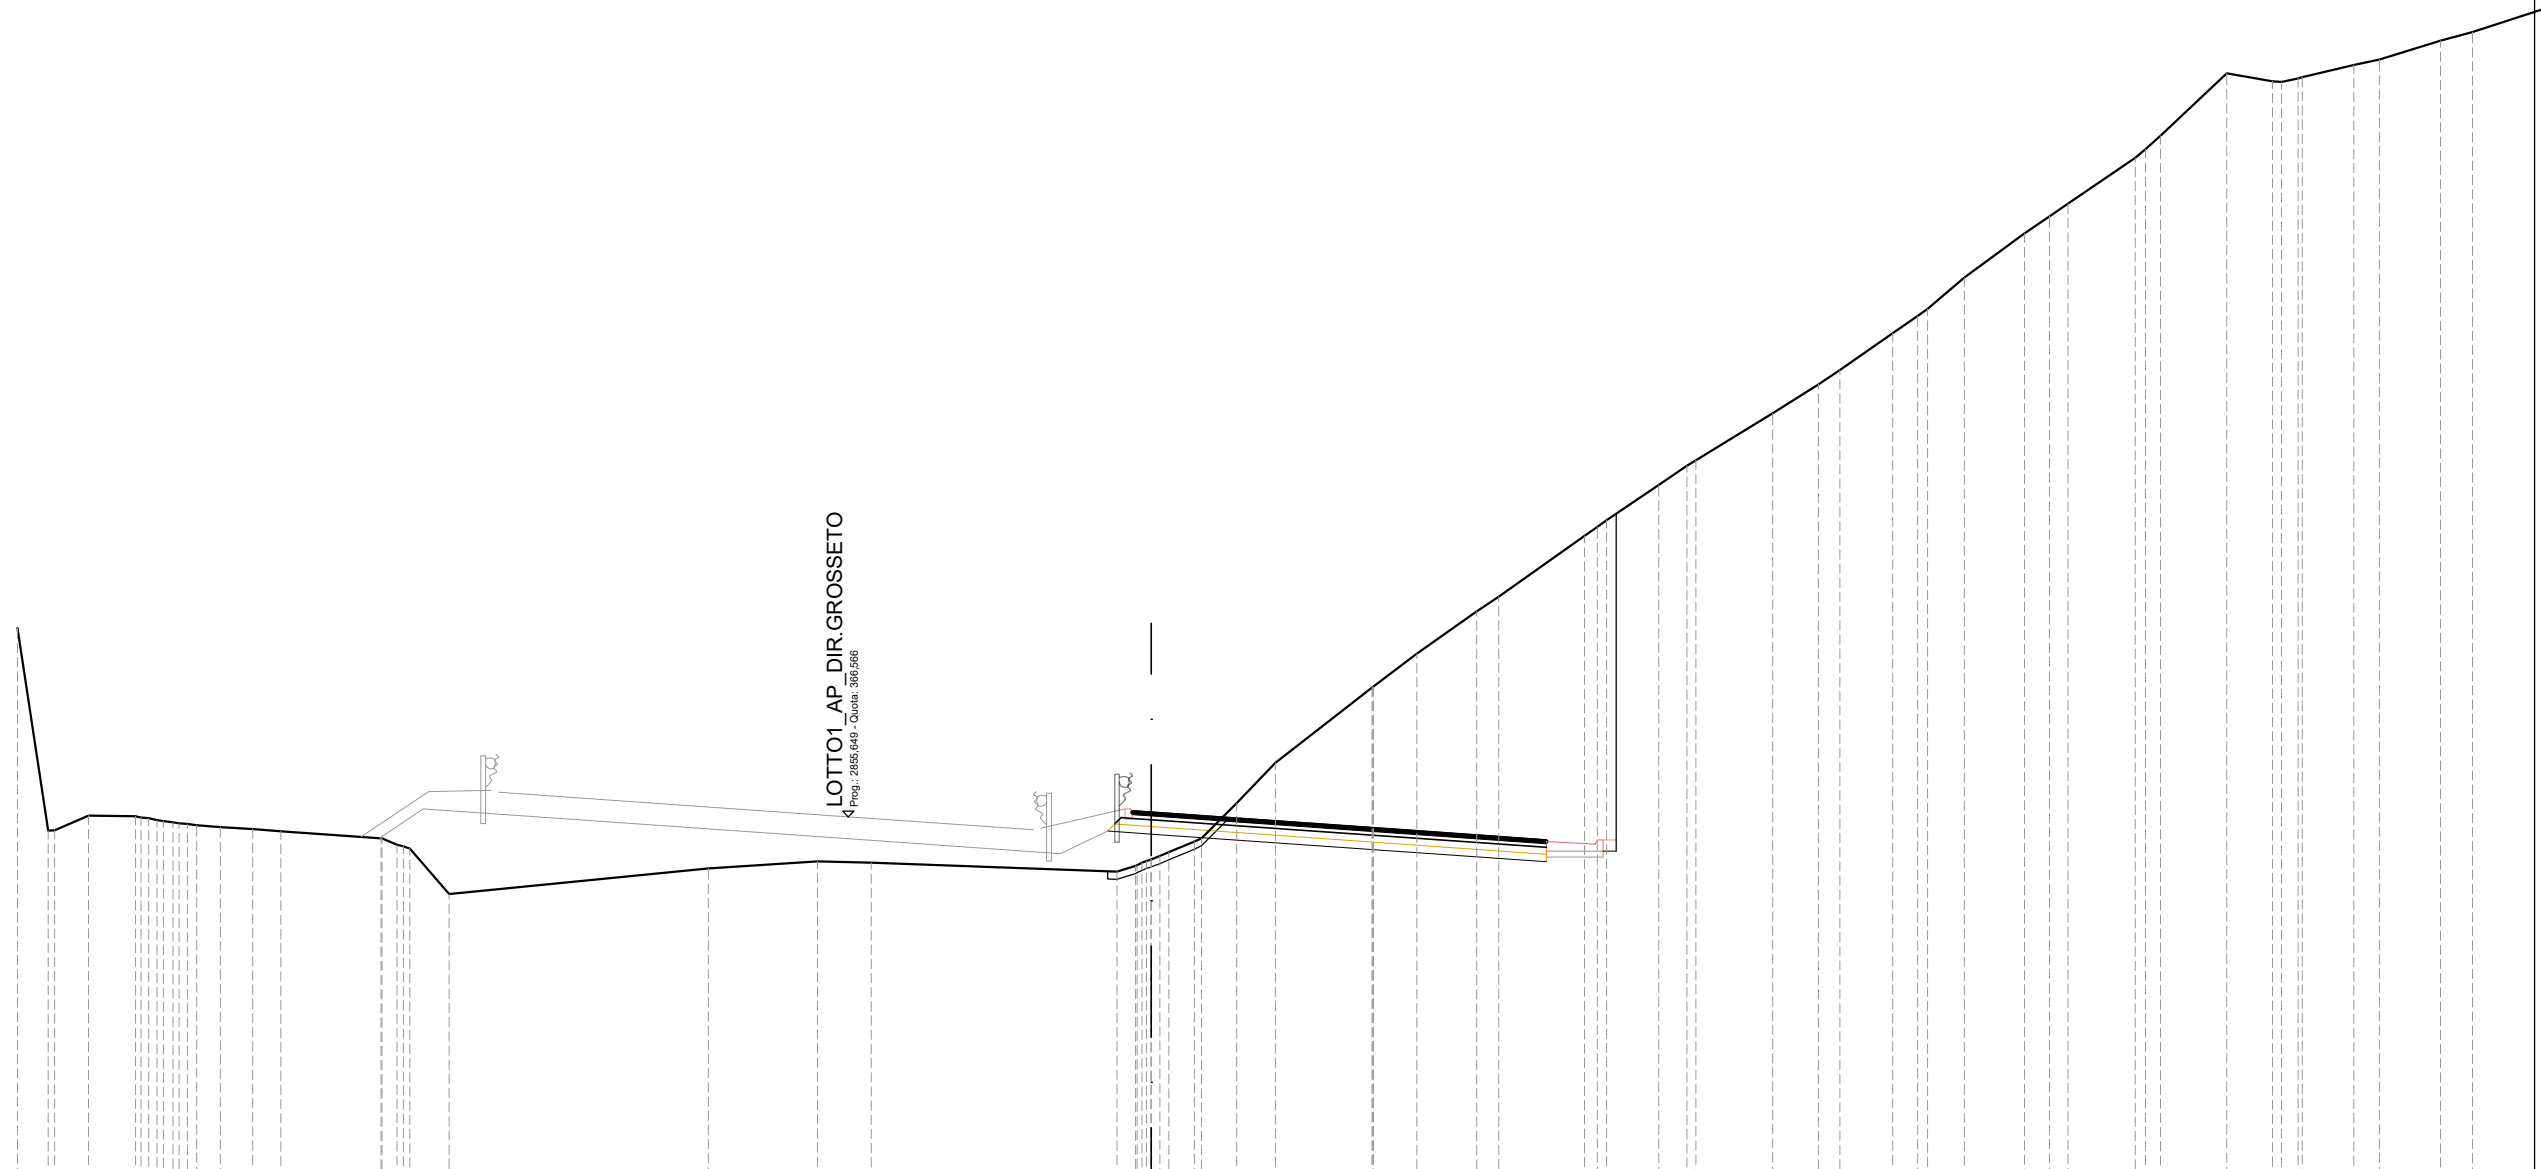 LOTTO1_AP_DIR.GROSSETO
Prog.: 2855,649 - Quota: 366,566